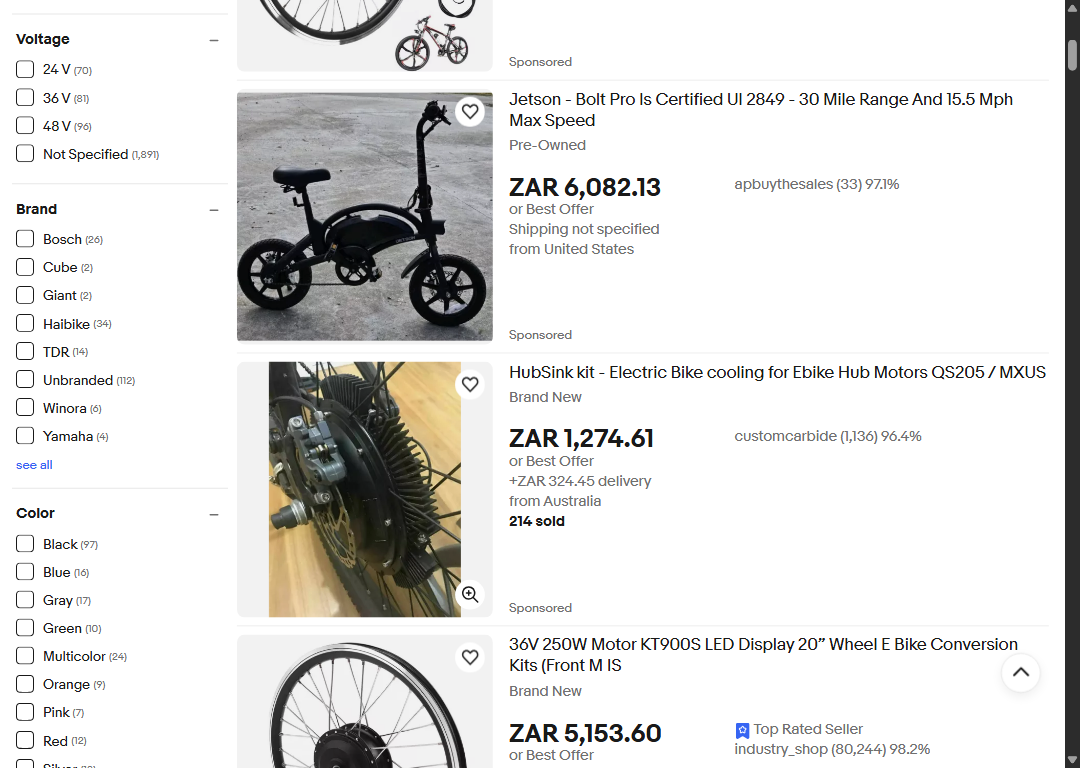 Voltage
24 V (70)
36 V (81)
48 V (96)
Not Specified (1,891)
Brand
Bosch (26)
Cube (2)
Giant (2)
Haibike (34)
TDR (14)
Unbranded (112)
Winora (6)
Yamaha (4)
see all
Color
Black (97)
Blue (16)
Gray (17)
Green (10)
Multicolor (24)
Orange (9)
Pink (7)
Red (12)
Sponsored
Jetson - Bolt Pro Is Certified Ul 2849 - 30 Mile Range And 15.5 Mph
Max Speed
Pre-Owned
ZAR 6,082.13
or Best Offer
Shipping not specified
from United States
apbuythesales (33) 97.1%
Sponsored
HubSink kit - Electric Bike cooling for Ebike Hub Motors QS205 / MXUS
Brand New
ZAR 1,274.61
or Best Offer
+ZAR 324.45 delivery
from Australia
214 sold
customcarbide (1,136) 96.4%
Sponsored
36V 250W Motor KT900S LED Display 20” Wheel E Bike Conversion
Kits (Front M IS
Brand New
ZAR 5,153.60
or Best Offer
Top Rated Seller
industry_shop (80,244) 98.2%